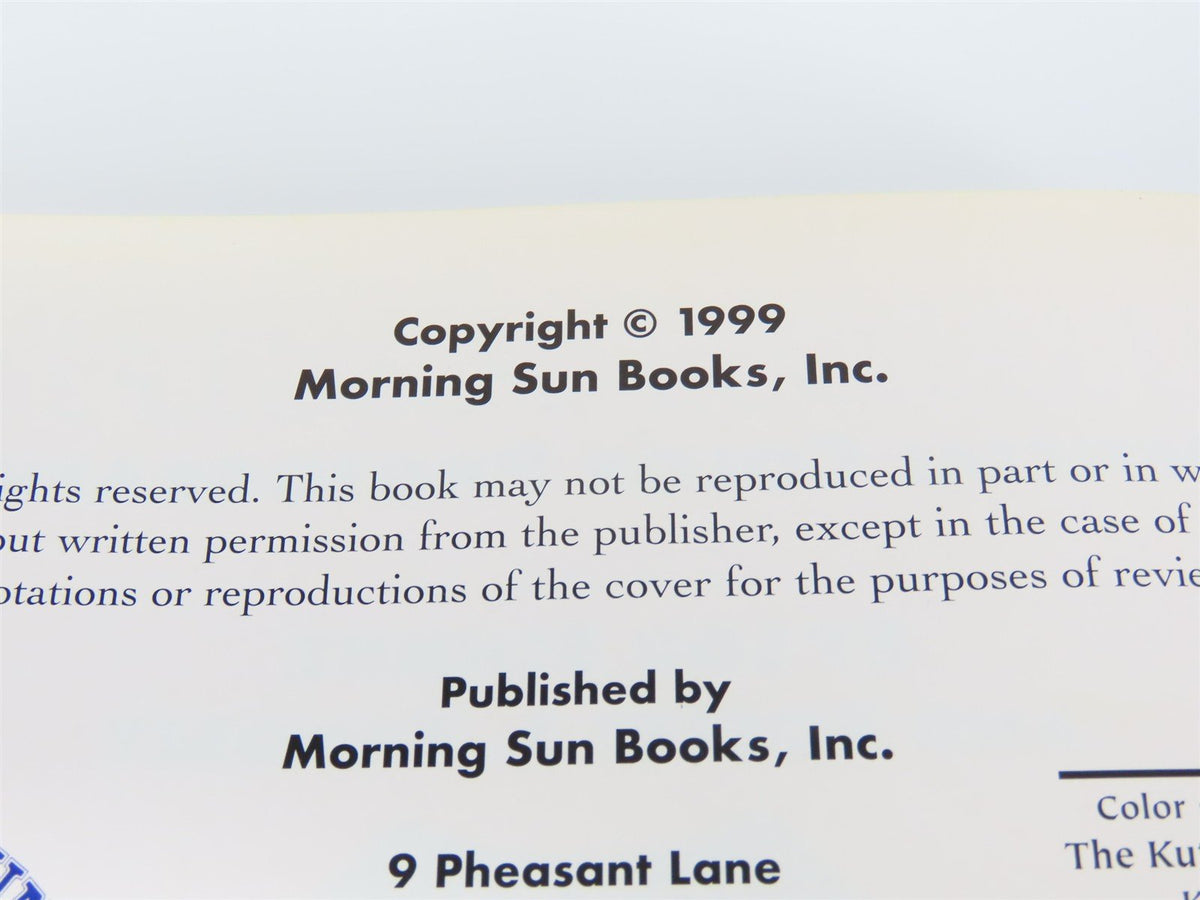 Copyright © 1999
Morning Sun Books, Inc.
ights reserved. This book may not be reproduced in part or in w
out written permission from the publisher, except in the case of
otations or reproductions of the cover for the purposes of revie
Published by
Morning Sun Books, Inc.
9 Pheasant Lane
Color
The Ku